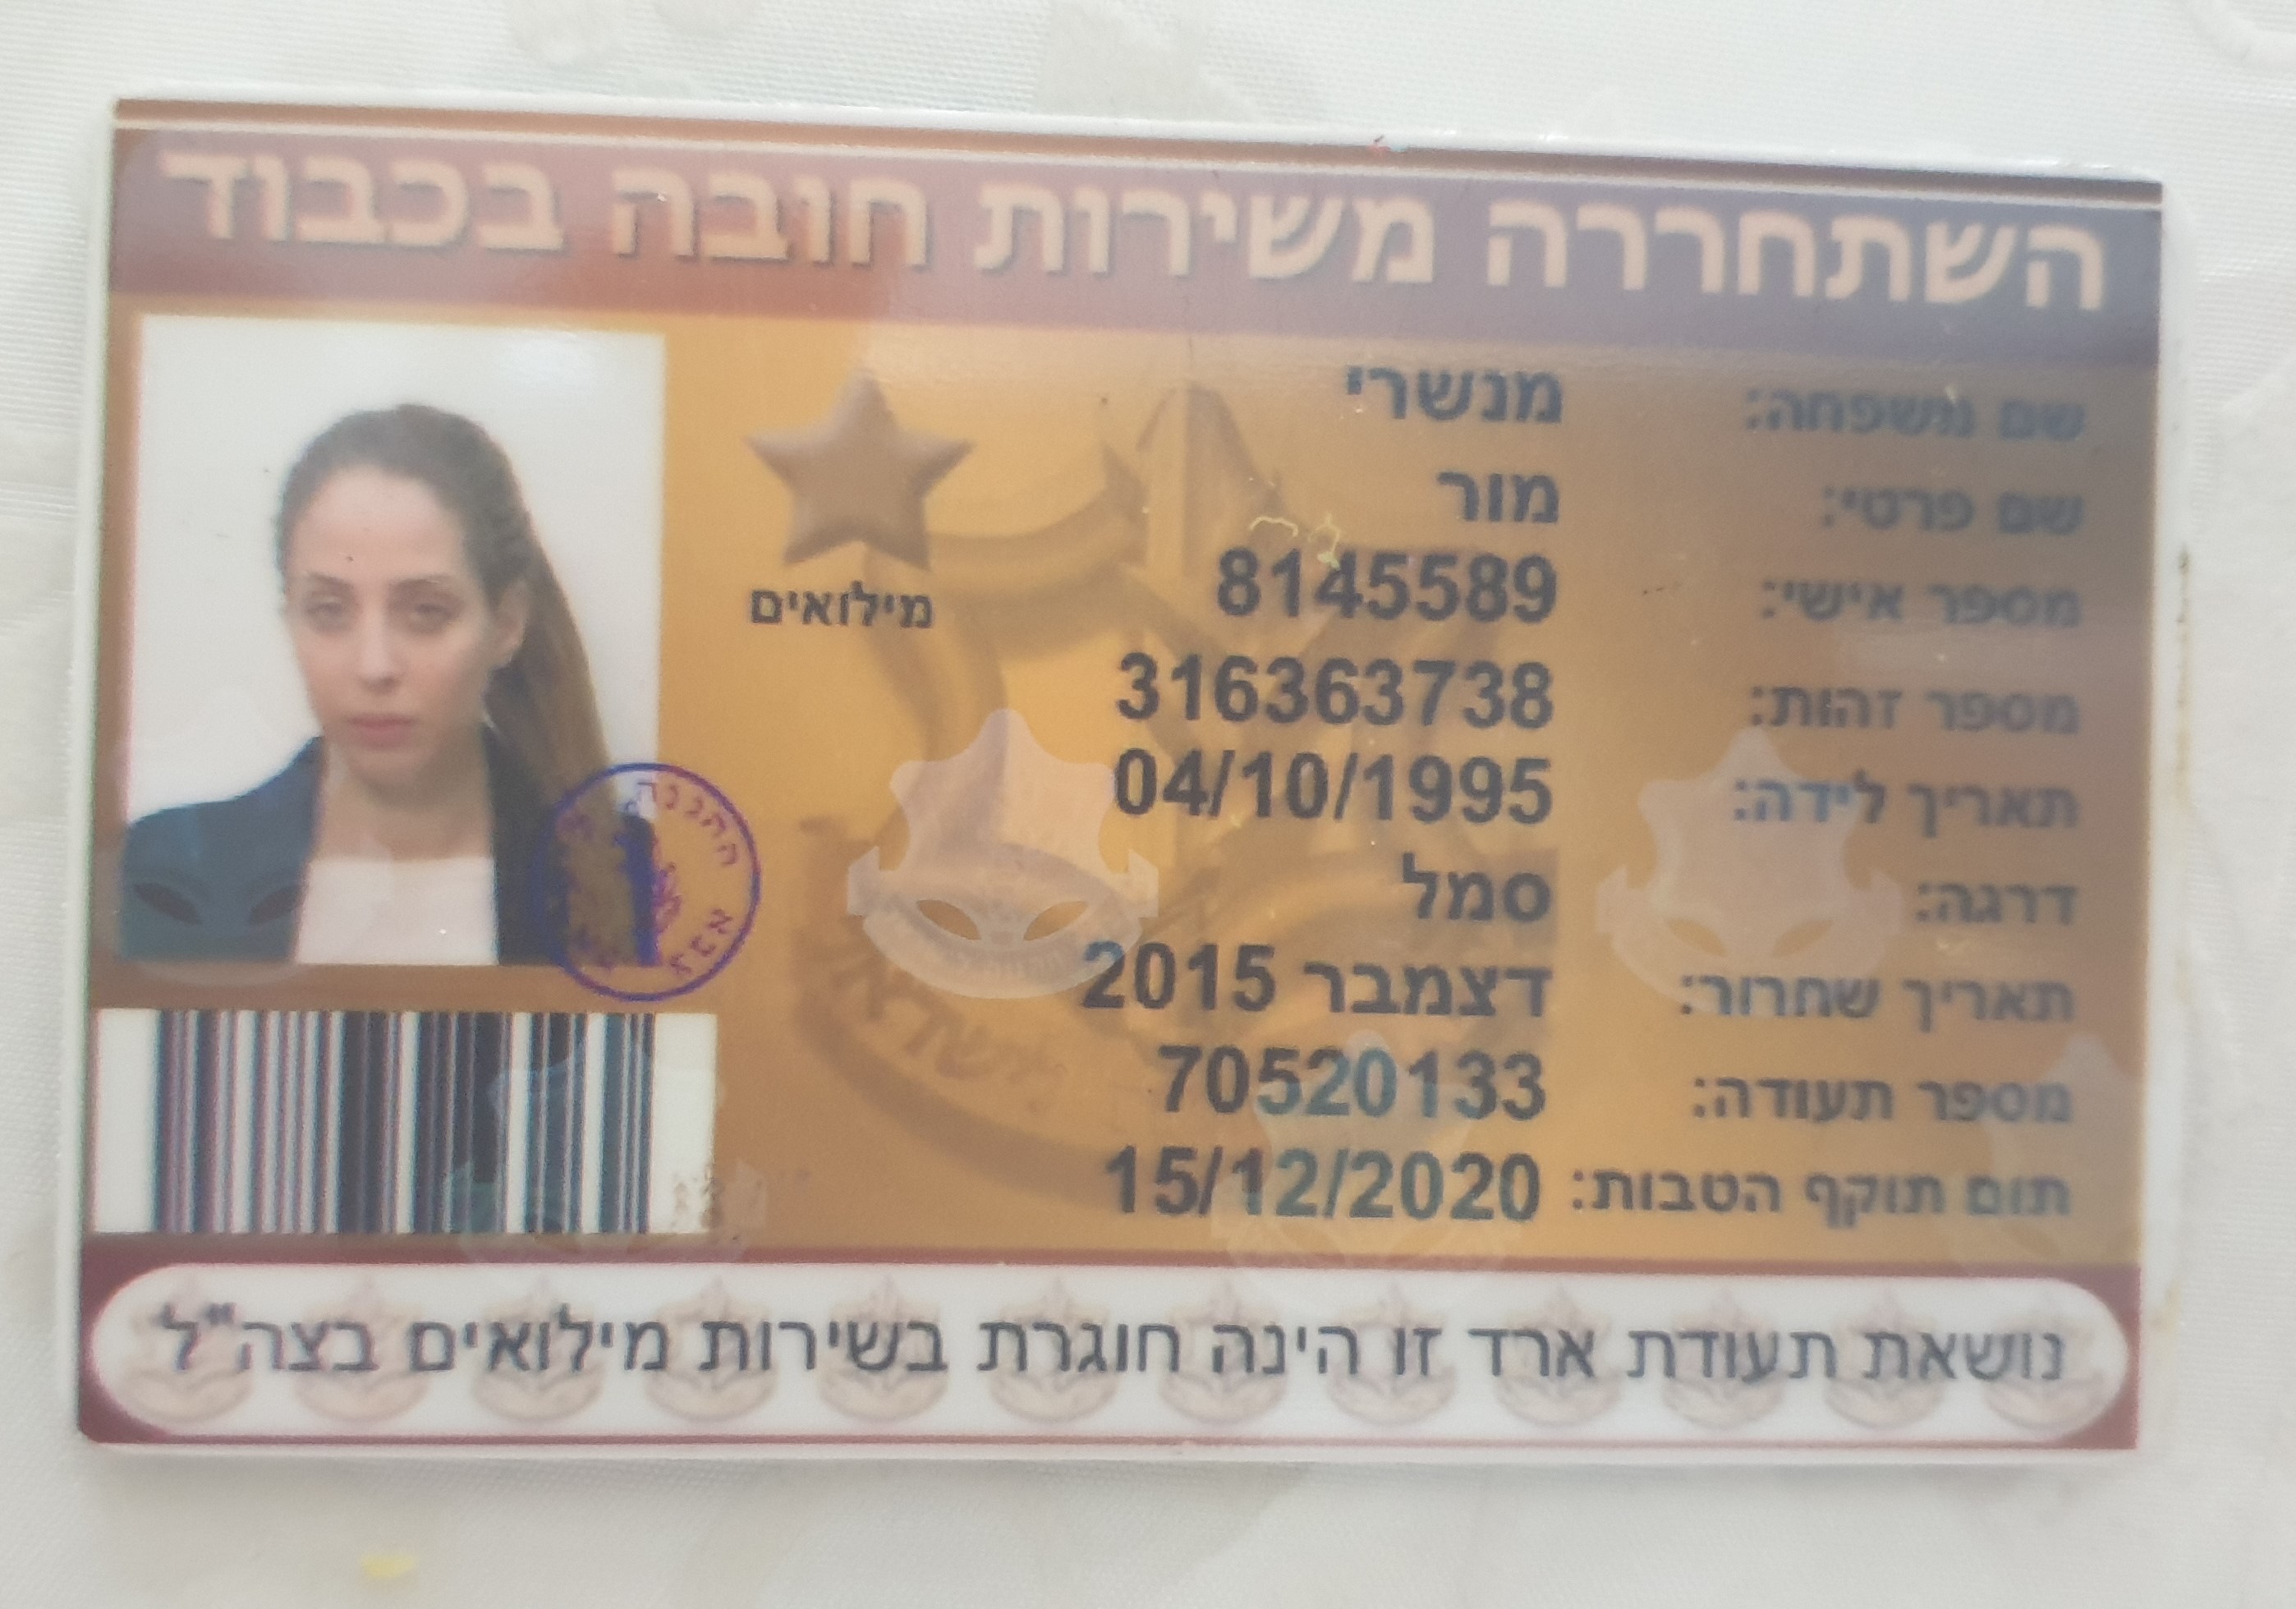 השתחררה משירות חובה בכבוד
שם משפחה: מנשרי
שם פרטי: מור
מספר אישי: 8145589
מילואים
מספר זהות: 316363738
תאריך לידה: 04/10/1995
דרגה: סמל
תאריך שחרור: דצמבר 2015
מספר תעודה: 70520133
תום תוקף הטבות: 15/12/2020
נושאת תעודת ארד זו הינה חוגרת בשירות מילואים בצה"ל